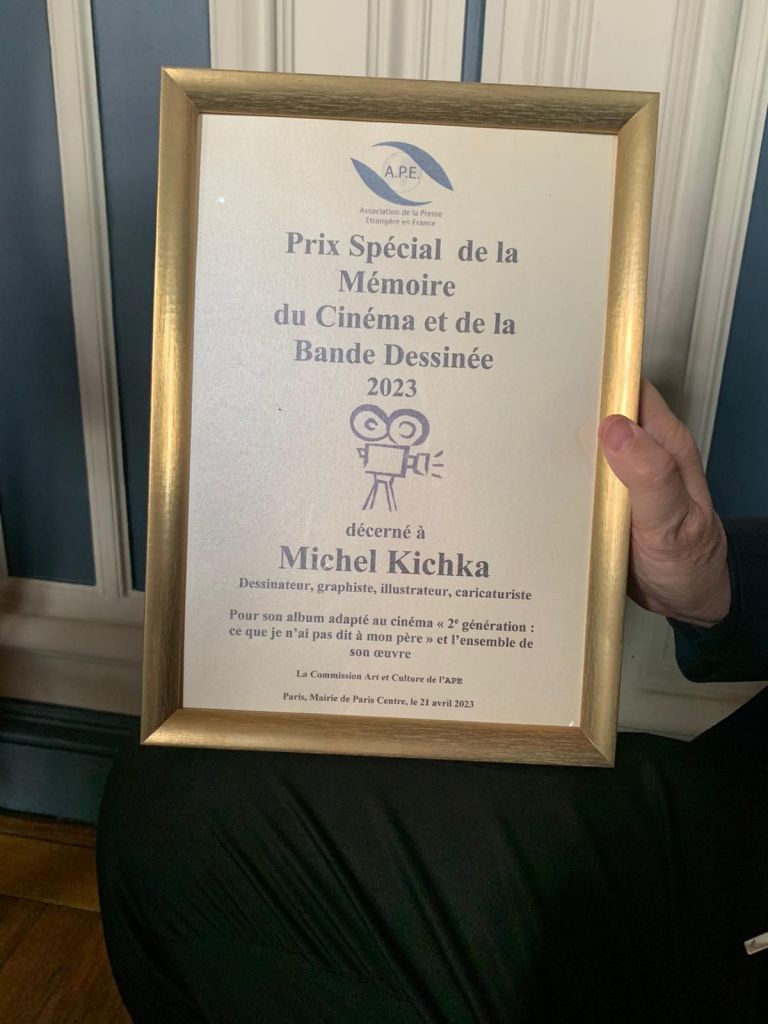 A.P.E.
Association de la Presse
Etrangère en France
Prix Spécial de la
Mémoire
du Cinéma et de la
Bande Dessinée
2023
décerné à
Michel Kichka
Dessinateur, graphiste, illustrateur, caricaturiste
Pour son album adapté au cinéma « 2e génération :
ce que je n’ai pas dit à mon père » et l’ensemble de
son œuvre
La Commission Art et Culture de l’APE
Paris, Mairie de Paris Centre, le 21 avril 2023